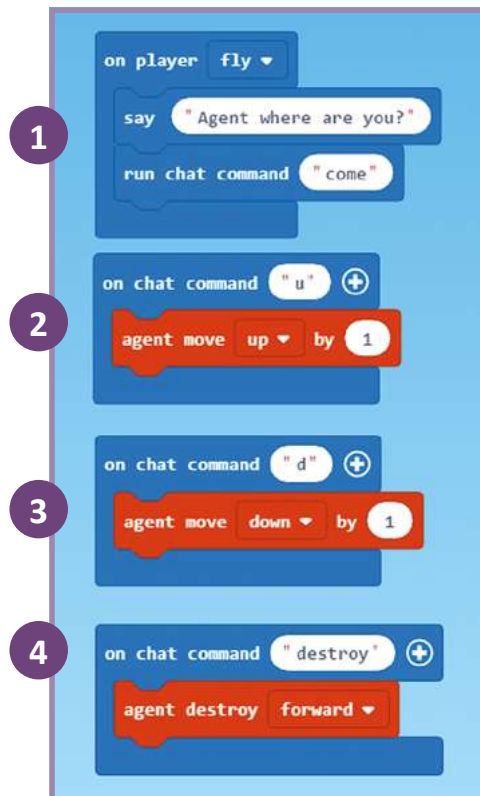 on player fly
1
say "Agent where are you?"
run chat command "come"
on chat command "u"
2
agent move up by 1
on chat command "d"
3
agent move down by 1
4
on chat command "destroy"
agent destroy forward